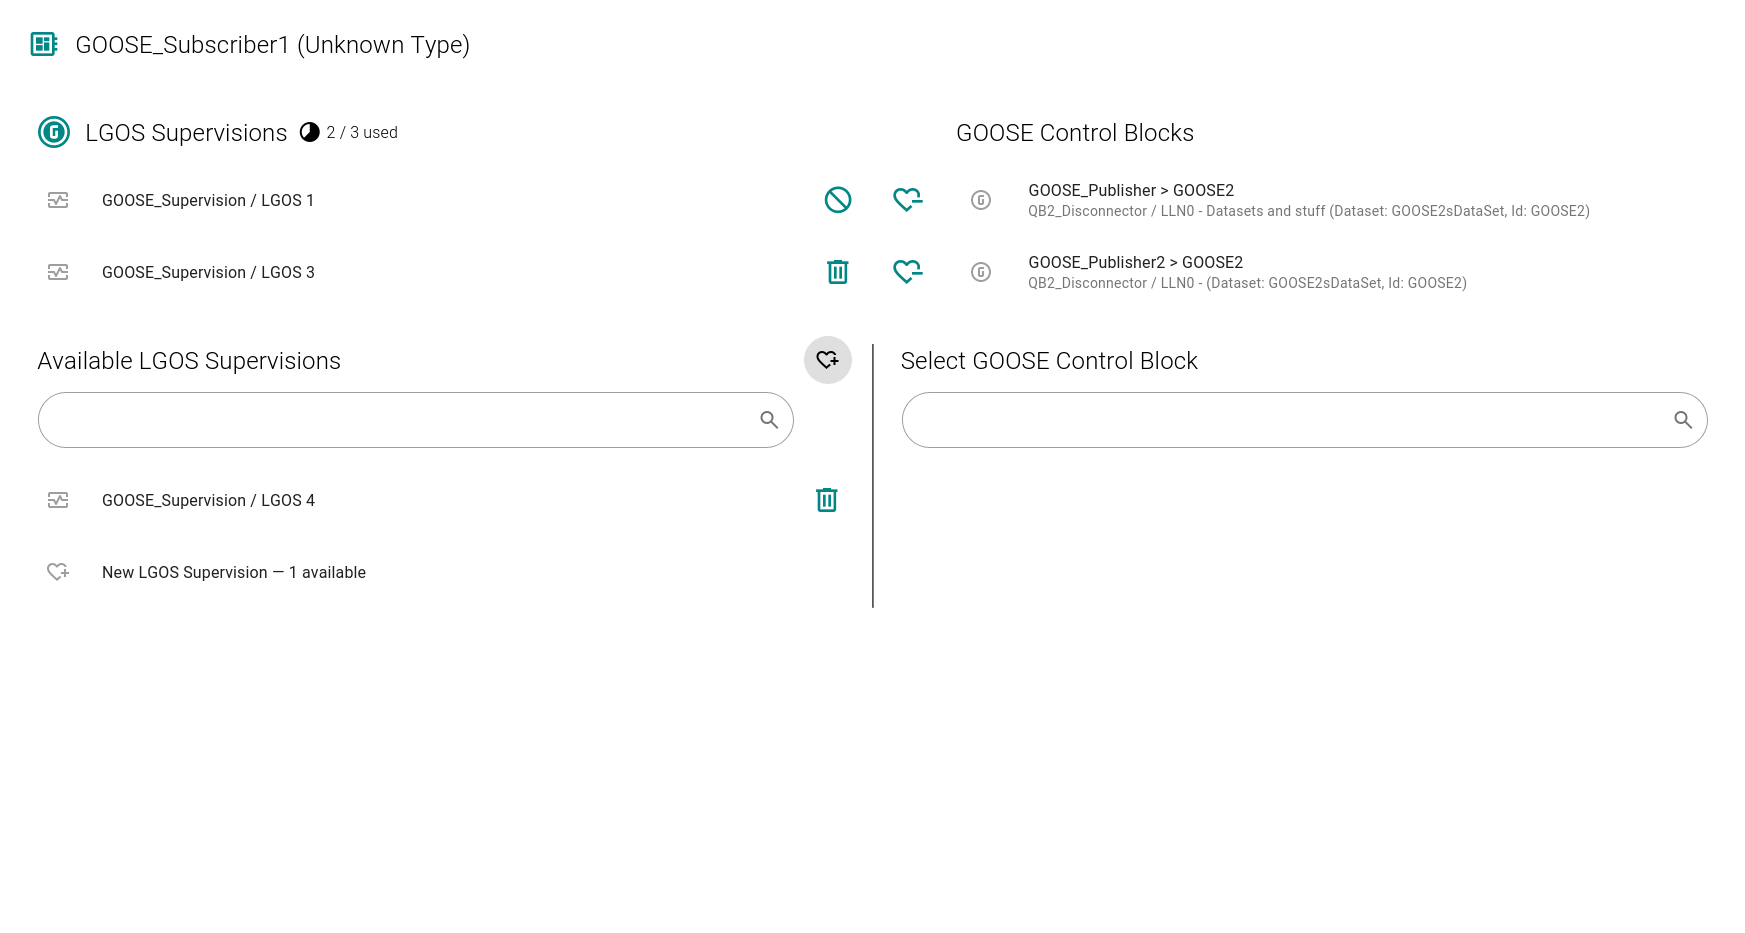 GOOSE_Subscriber1 (Unknown Type)
LGOS Supervisions 2 / 3 used
GOOSE Control Blocks
GOOSE_Supervision / LGOS 1
GOOSE_Publisher > GOOSE2
QB2_Disconnector / LLN0 - Datasets and stuff (Dataset: GOOSE2sDataSet, Id: GOOSE2)
GOOSE_Supervision / LGOS 3
GOOSE_Publisher2 > GOOSE2
QB2_Disconnector / LLN0 - (Dataset: GOOSE2sDataSet, Id: GOOSE2)
Available LGOS Supervisions
GOOSE_Supervision / LGOS 4
New LGOS Supervision — 1 available
Select GOOSE Control Block